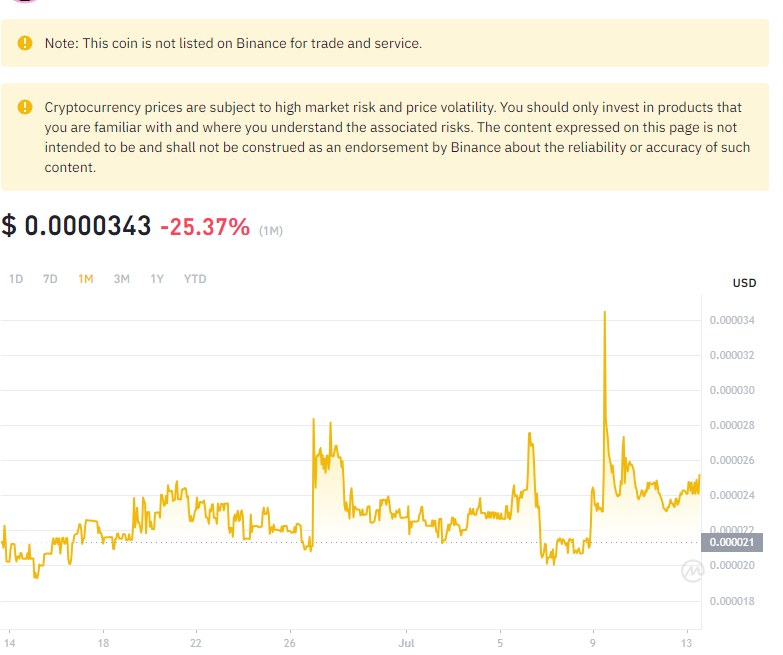 Note: This coin is not listed on Binance for trade and service.
Cryptocurrency prices are subject to high market risk and price volatility. You should only invest in products that
you are familiar with and where you understand the associated risks. The content expressed on this page is not
intended to be and shall not be construed as an endorsement by Binance about the reliability or accuracy of such
content.
$ 0.0000343 -25.37% (1M)
1D 7D 1M 3M 1Y YTD
USD
0.000034
0.000032
0.000030
0.000028
0.000026
0.000024
0.000022
0.000021
0.000020
0.000018
14 18 22 26 Jul 5 9 13